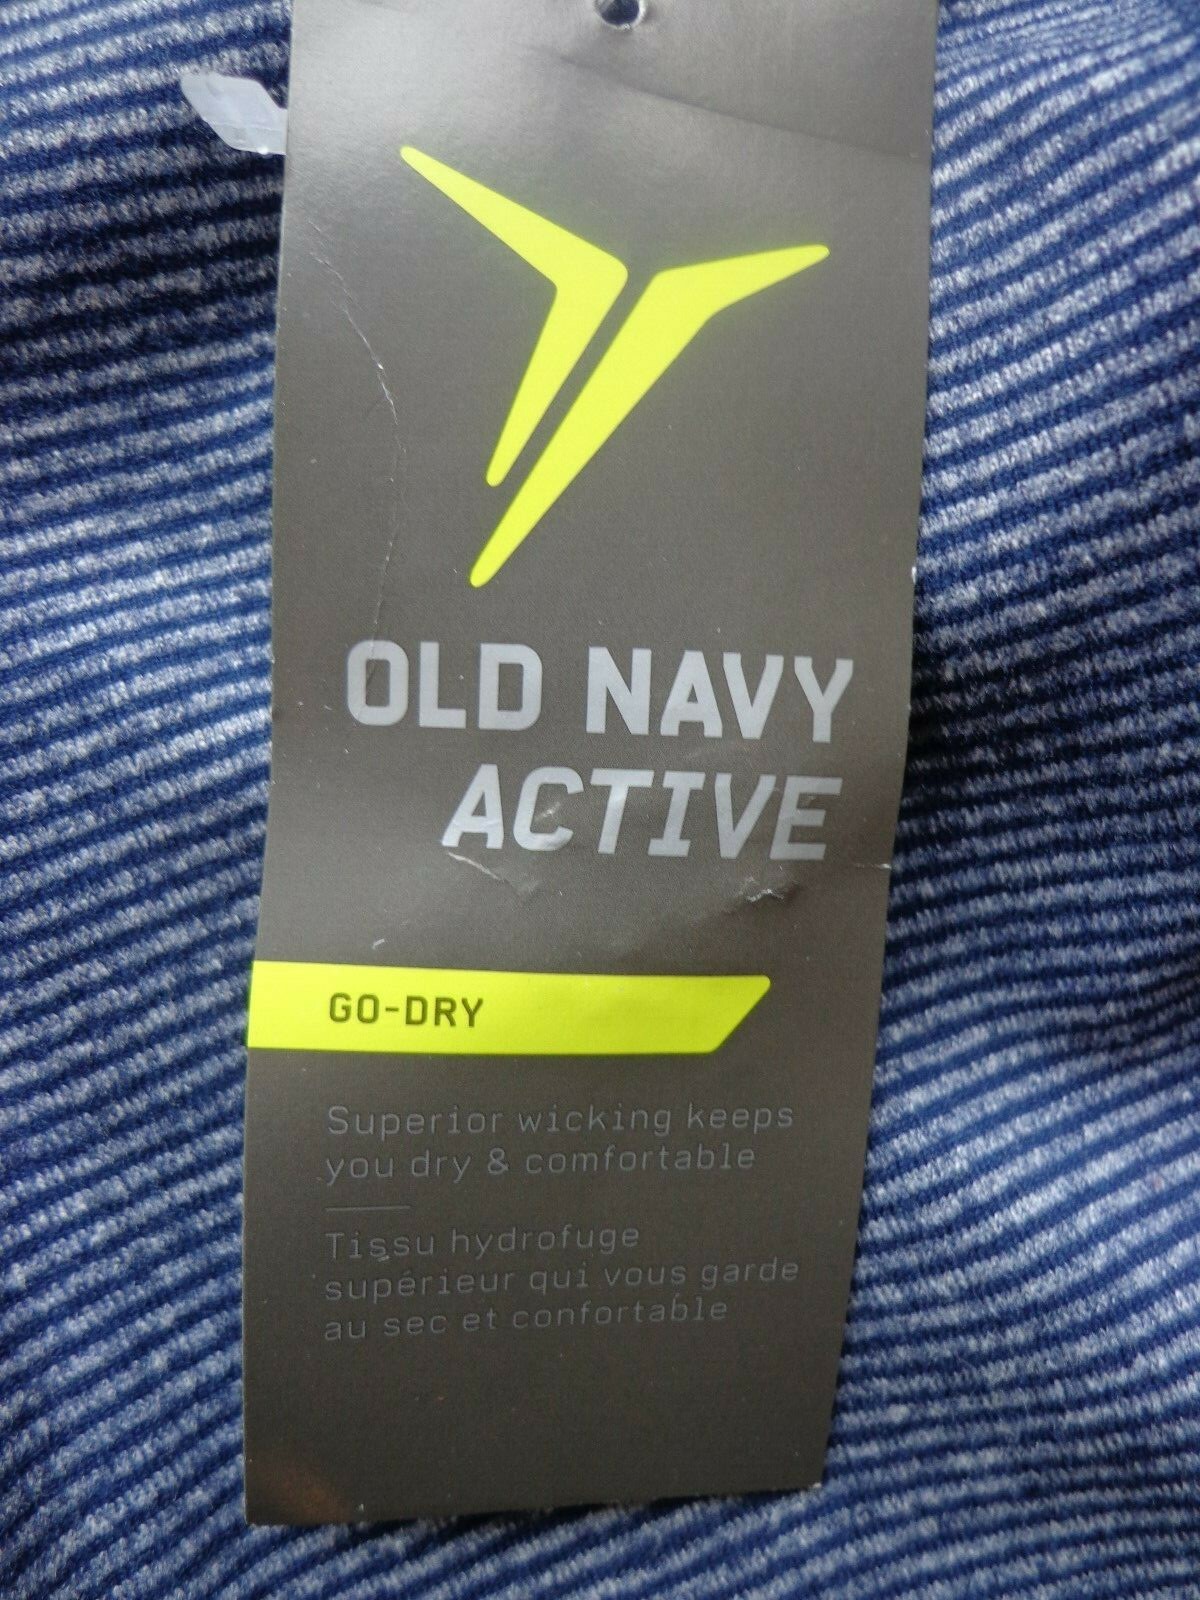 OLD NAVY
ACTIVE
GO-DRY
Superior wicking keeps
you dry & comfortable
Tissu hydrofuge
supérieur qui vous garde
au sec et confortable